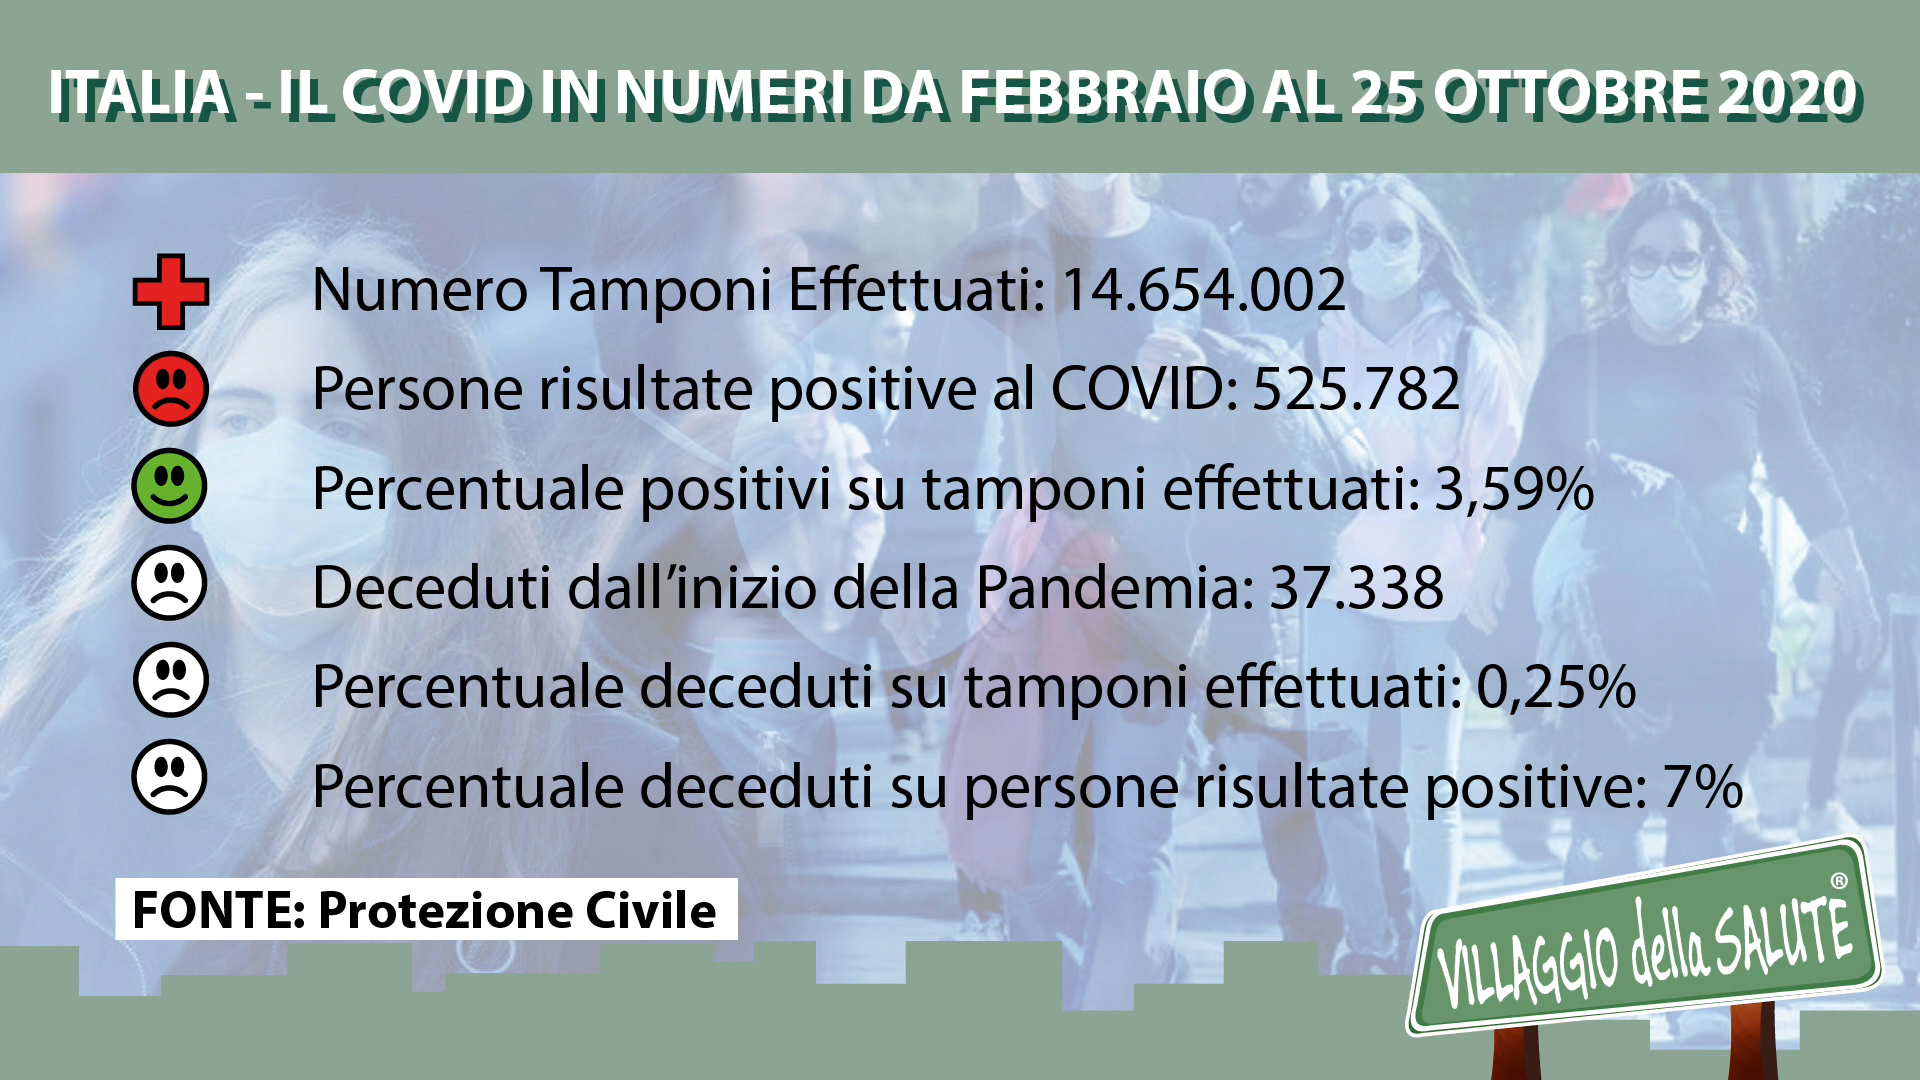 ITALIA - IL COVID IN NUMERI DA FEBBRAIO AL 25 OTTOBRE 2020
Numero Tamponi Effettuati: 14.654.002
Persone risultate positive al COVID: 525.782
Percentuale positivi su tamponi effettuati: 3,59%
Deceduti dall’inizio della Pandemia: 37.338
Percentuale deceduti su tamponi effettuati: 0,25%
Percentuale deceduti su persone risultate positive: 7%
FONTE: Protezione Civile
VILLAGGIO della SALUTE®